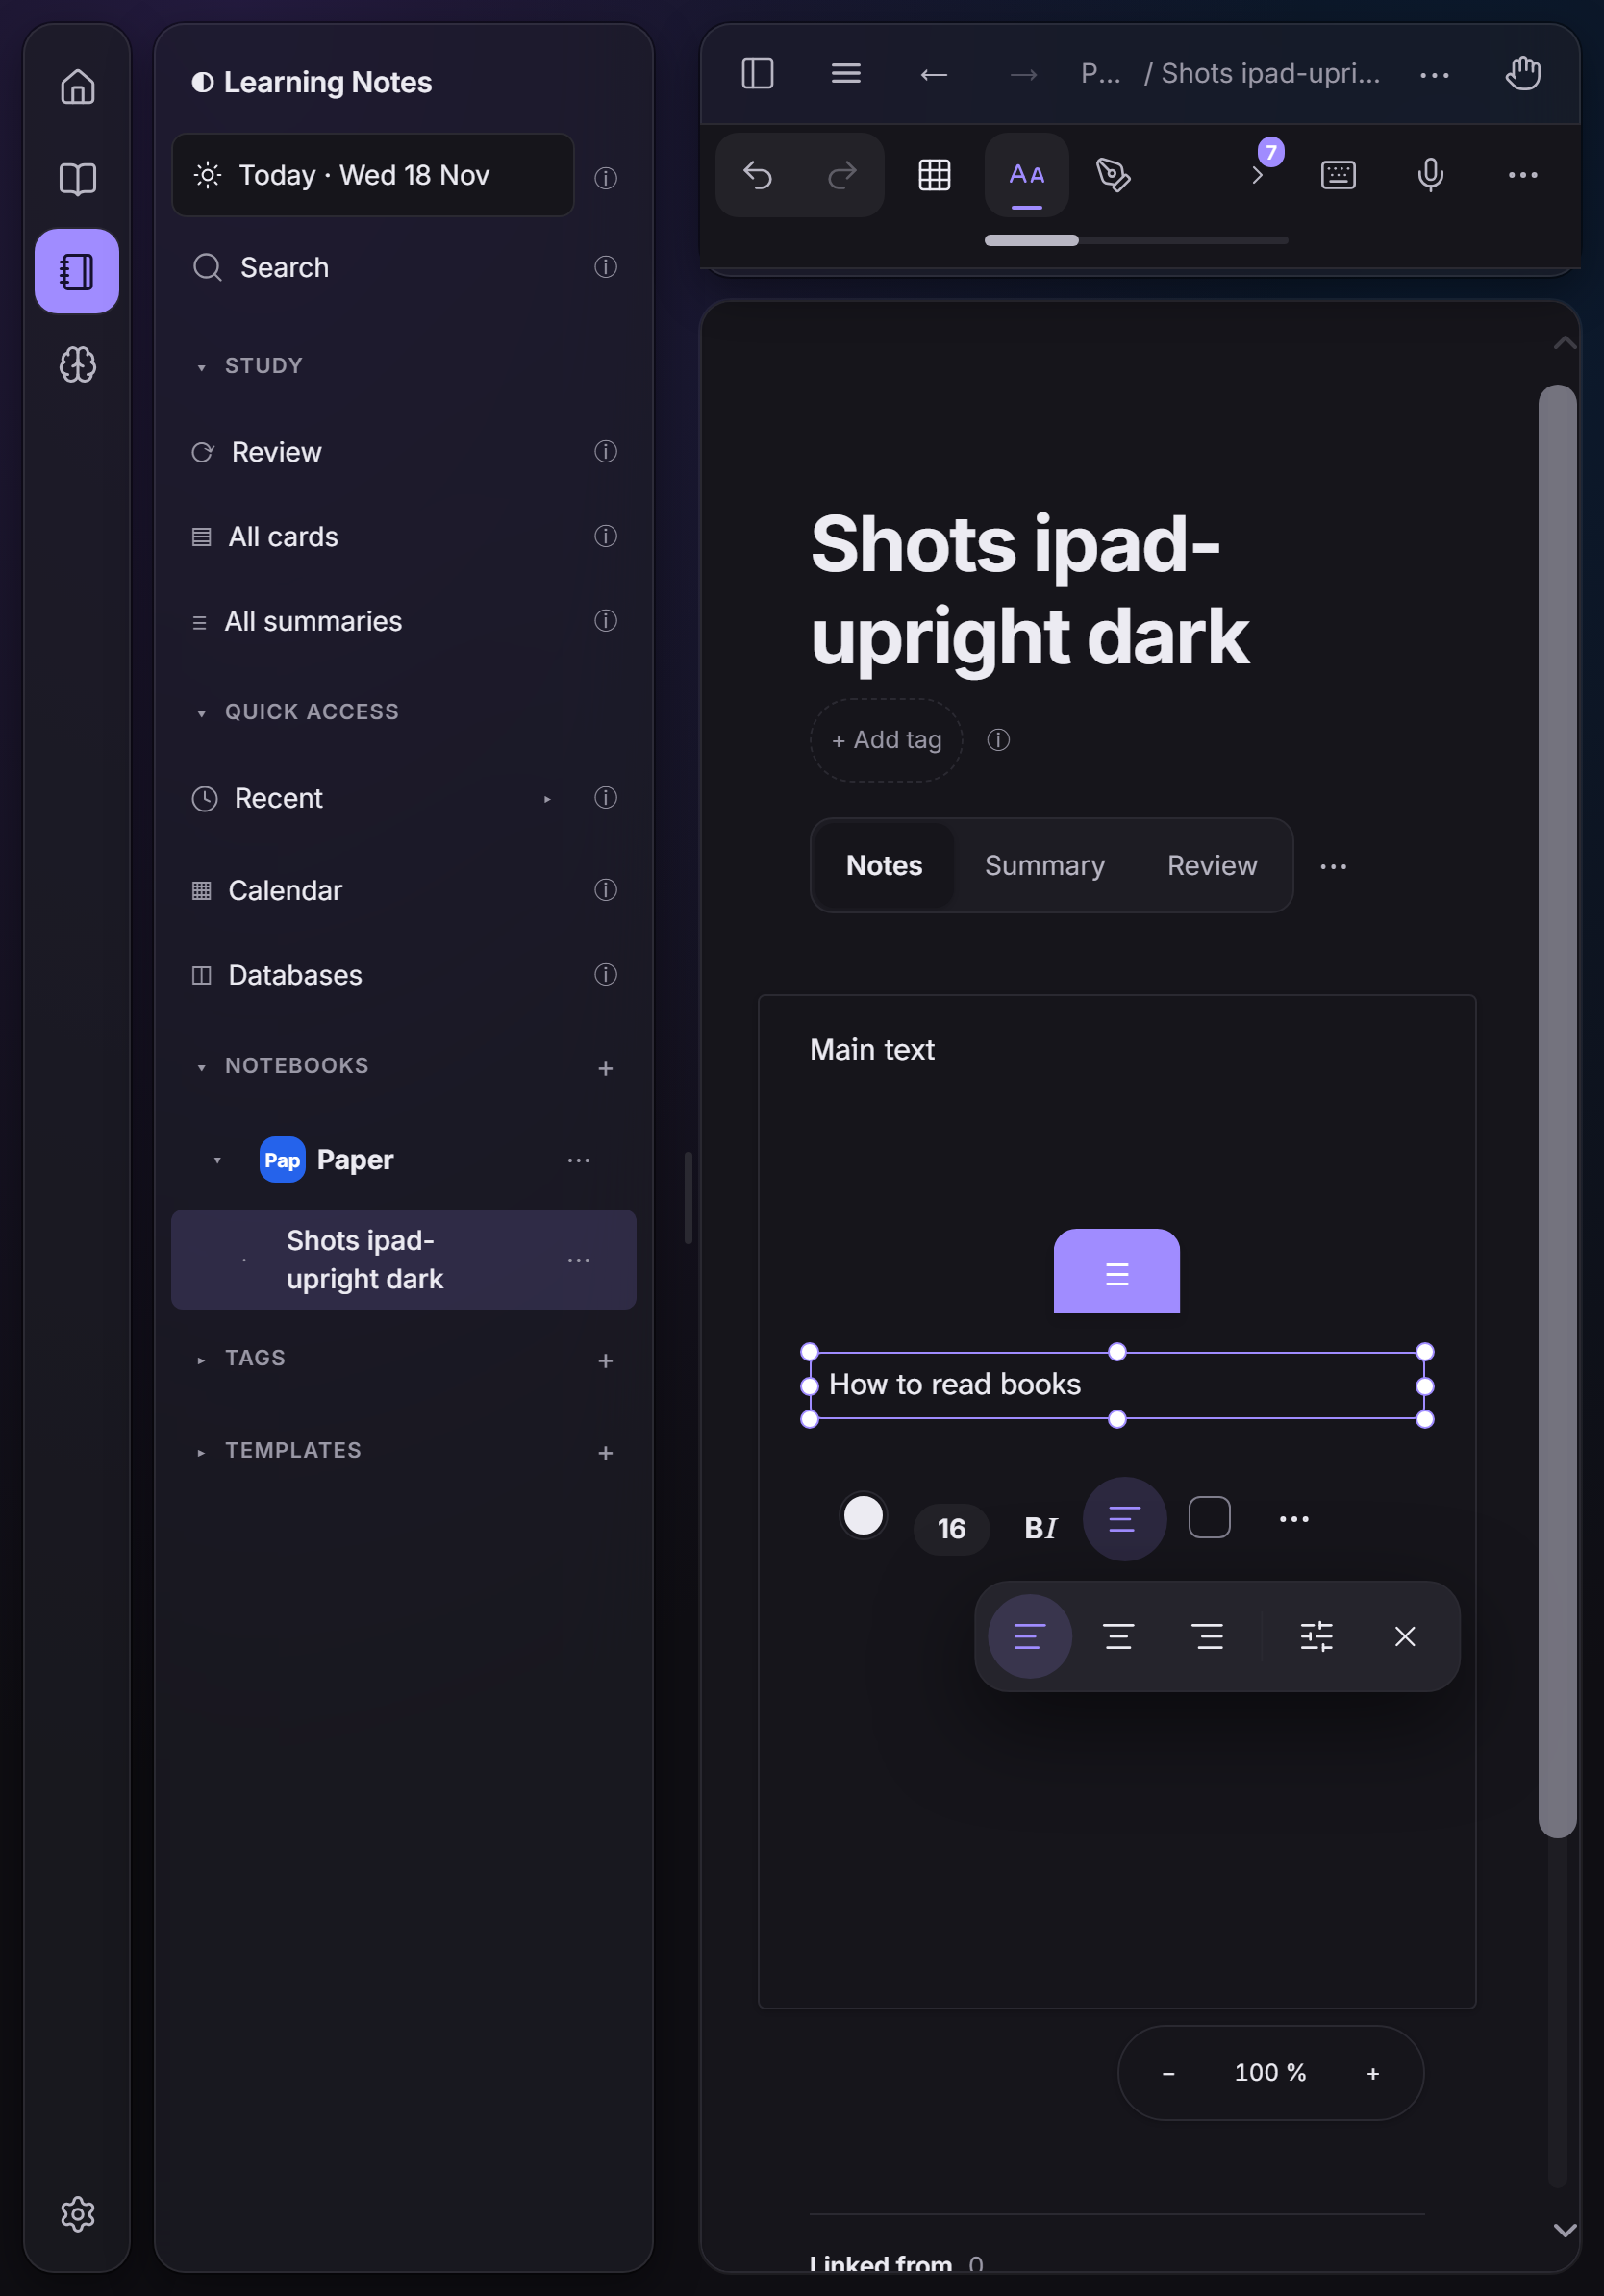 Learning Notes
Today · Wed 18 Nov
Search
STUDY
Review
All cards
All summaries
QUICK ACCESS
Recent
Calendar
Databases
NOTEBOOKS
Pap Paper
Shots ipad-
upright dark
TAGS
TEMPLATES
P... / Shots ipad-upri...
AA
7
Shots ipad-
upright dark
+ Add tag
Notes Summary Review
Main text
How to read books
16 BI
- 100 % +
Linked from 0